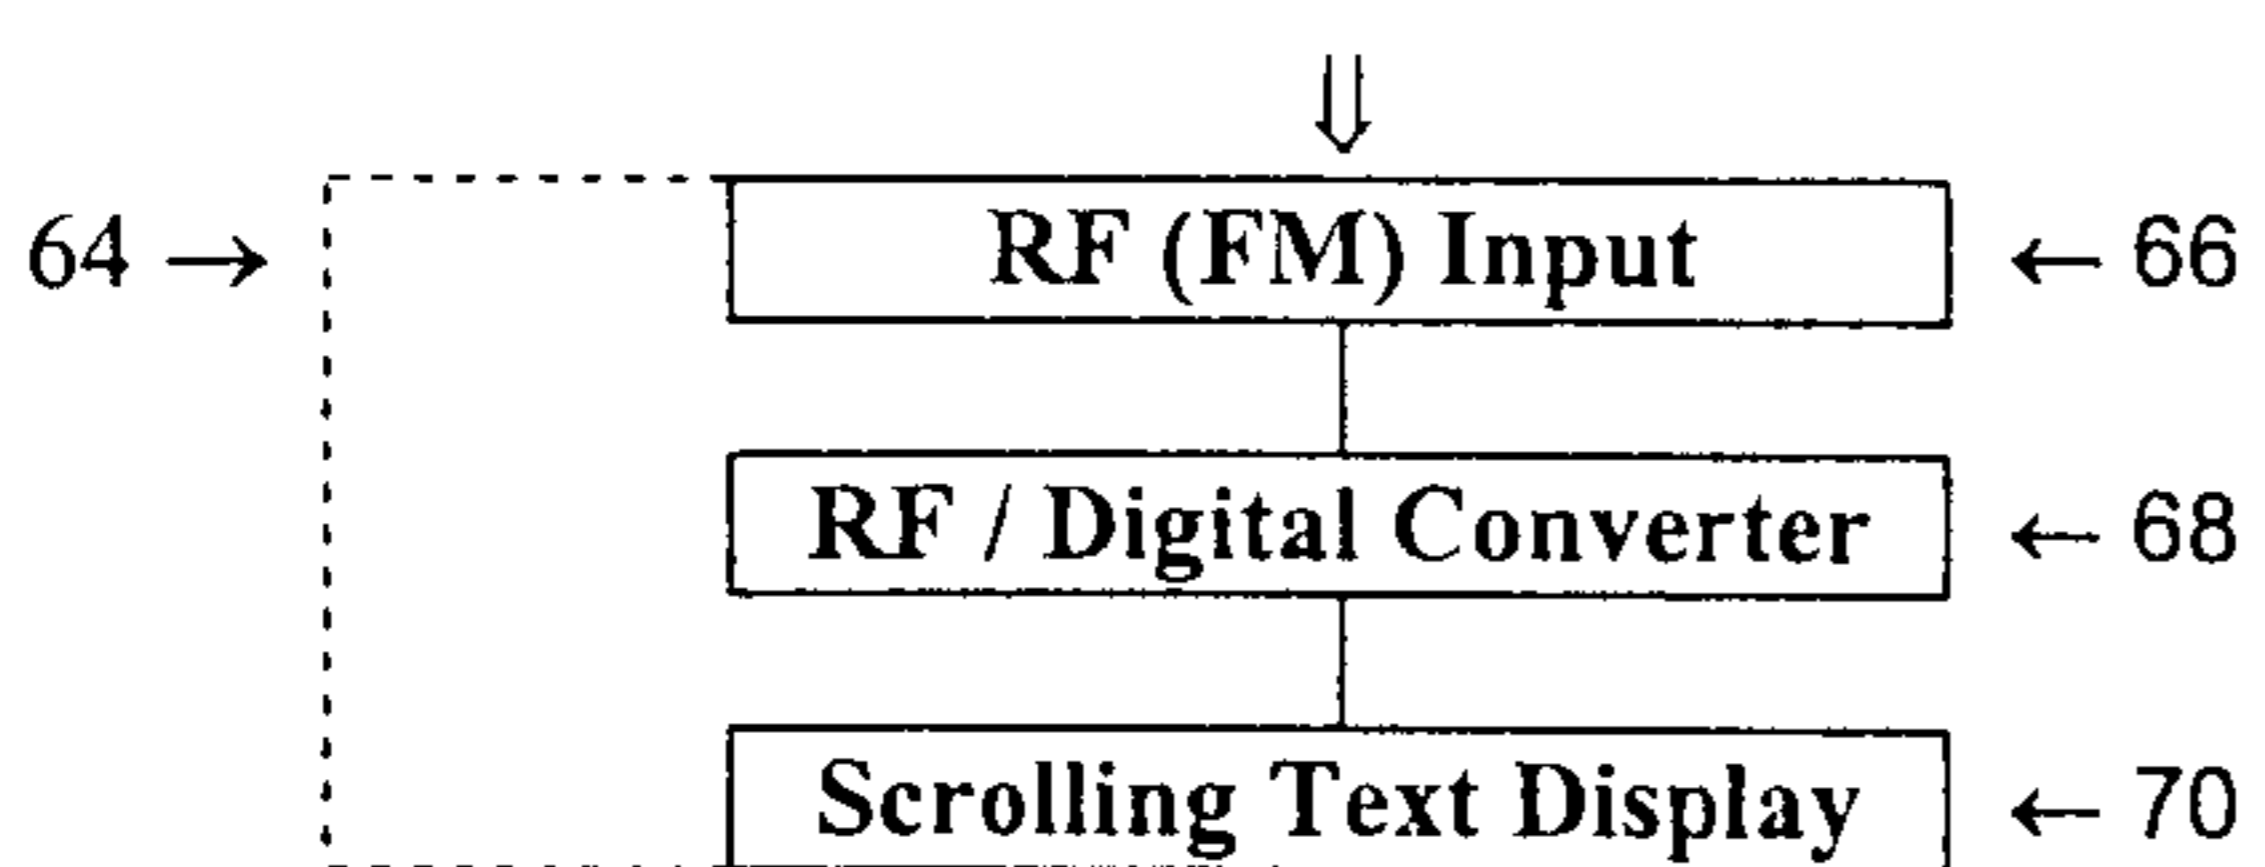 ⇓
64 → RF (FM) Input ← 66
RF / Digital Converter ← 68
Scrolling Text Display ← 70